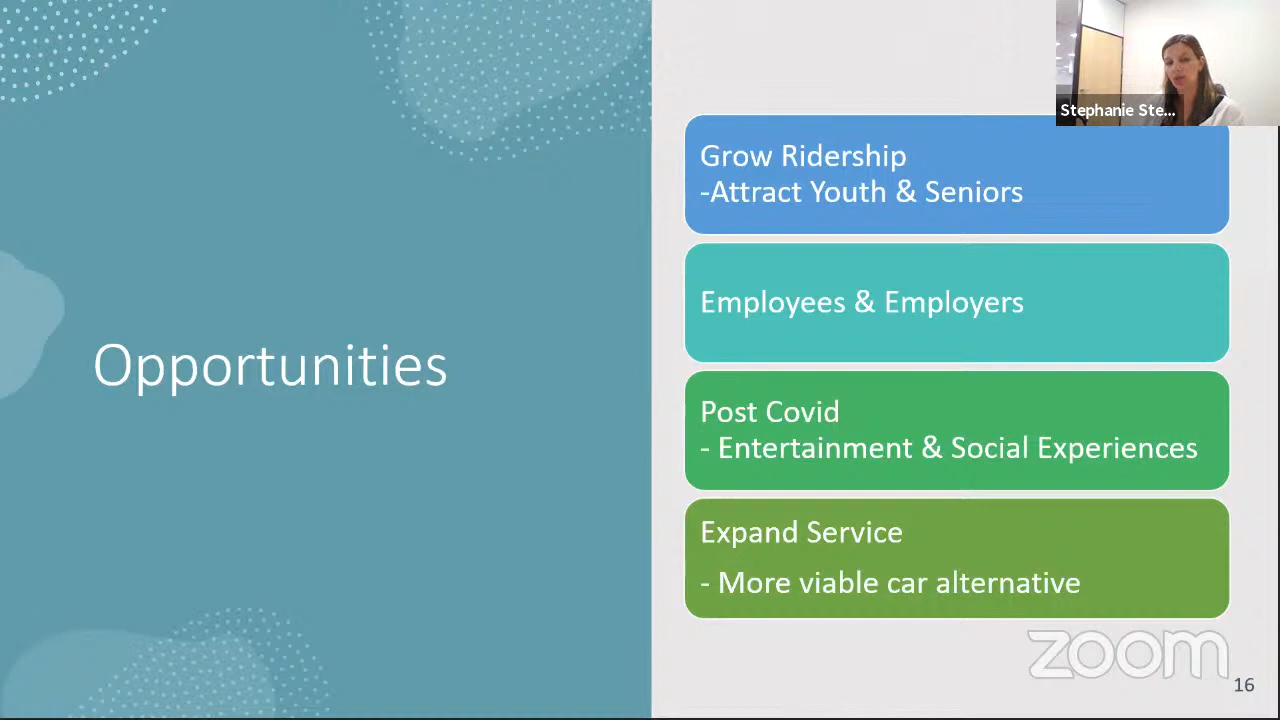 Stephanie Ste...
Grow Ridership
-Attract Youth & Seniors
Employees & Employers
Opportunities
Post Covid
- Entertainment & Social Experiences
Expand Service
- More viable car alternative
zoom
16